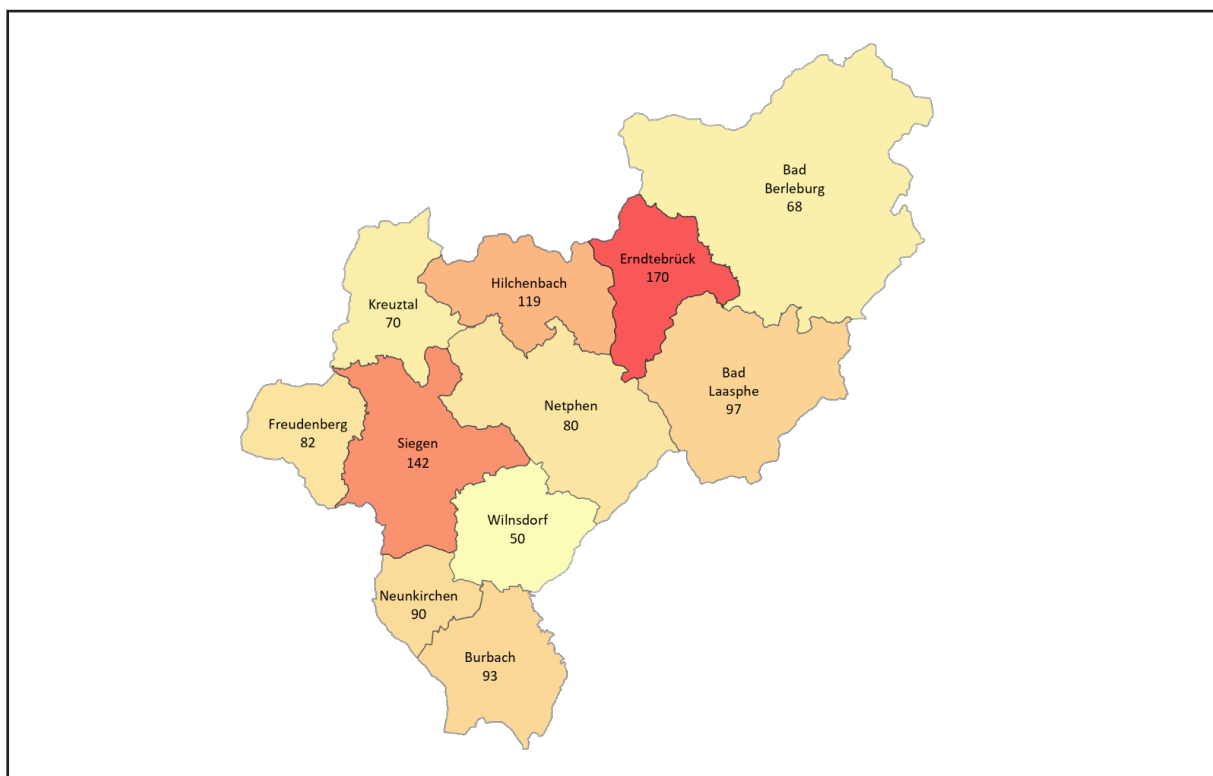 Bad
Berleburg
68
Erndtebrück
170
Hilchenbach
119
Kreuztal
70
Bad
Laasphe
97
Netphen
80
Freudenberg
82
Siegen
142
Wilnsdorf
50
Neunkirchen
90
Burbach
93